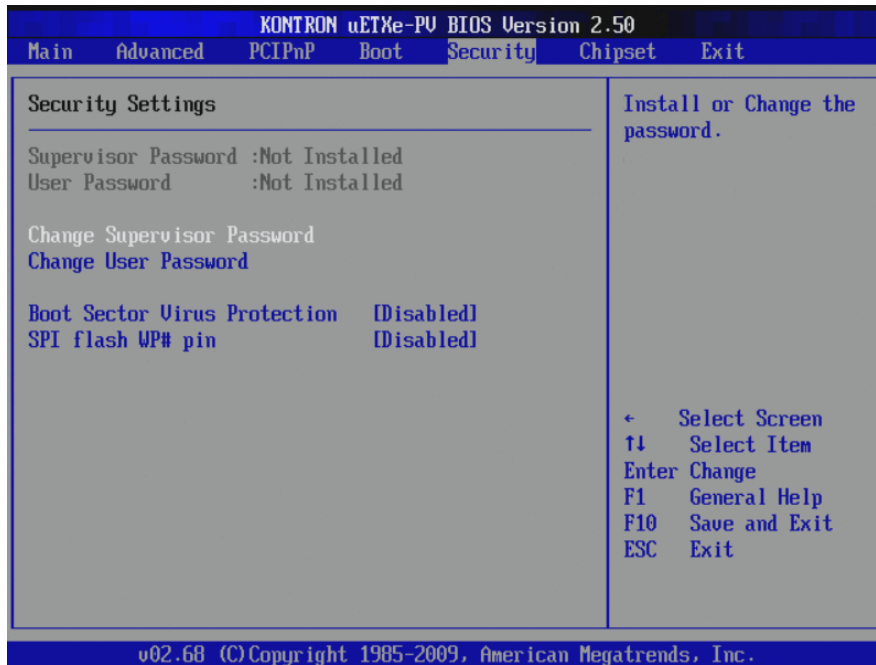 KONTRON uETXe-PV BIOS Version 2.50
Main Advanced PCIPnP Boot Security Chipset Exit
Security Settings
Supervisor Password :Not Installed
User Password :Not Installed
Change Supervisor Password
Change User Password
Boot Sector Virus Protection [Disabled]
SPI flash WP# pin [Disabled]
Install or Change the
password.
← Select Screen
↑↓ Select Item
Enter Change
F1 General Help
F10 Save and Exit
ESC Exit
v02.68 (C)Copyright 1985-2009, American Megatrends, Inc.